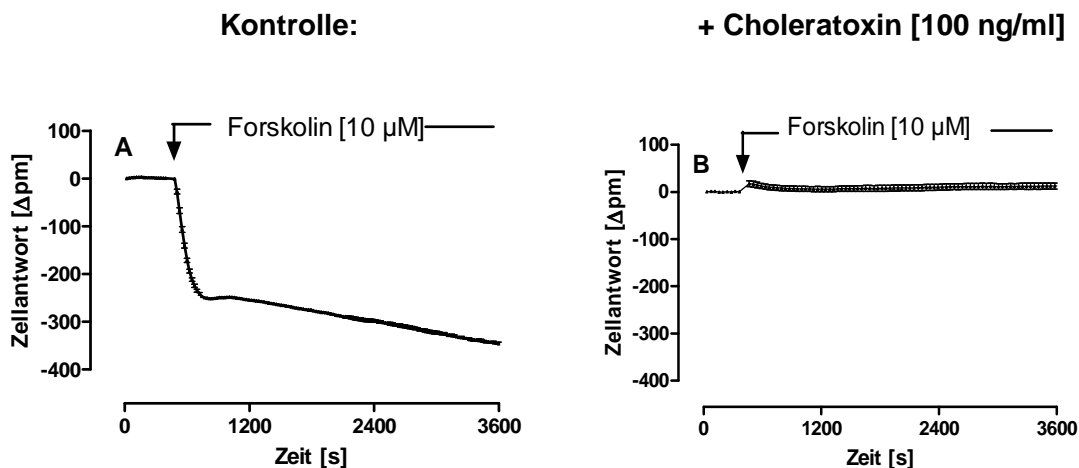 Kontrolle:
+ Choleratoxin [100 ng/ml]
A
Forskolin [10 µM]
Zellantwort [Δpm]
100
0
-100
-200
-300
-400
0
1200
2400
3600
Zeit [s]
B
Forskolin [10 µM]
Zellantwort [Δpm]
100
0
-100
-200
-300
-400
0
1200
2400
3600
Zeit [s]